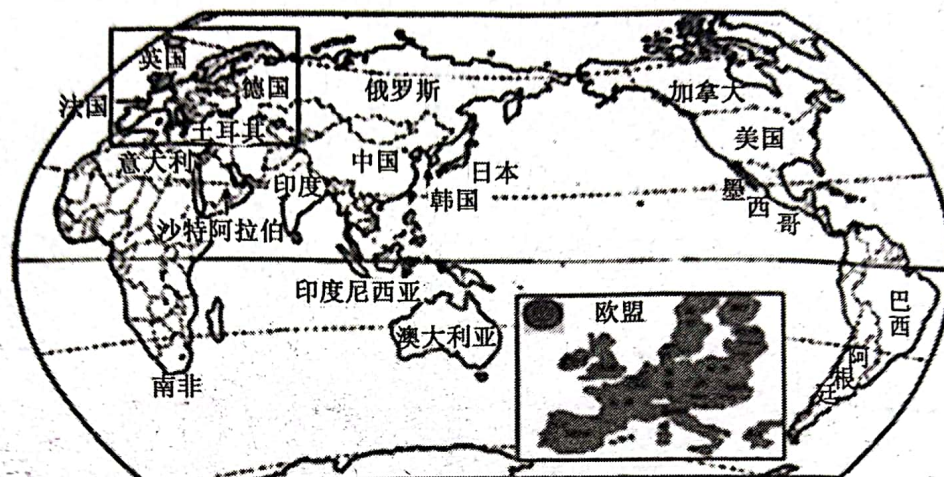 英国
法国
德国
土耳其
意大利
俄罗斯
中国
日本
韩国
印度
沙特阿拉伯
印度尼西亚
澳大利亚
南非
加拿大
美国
墨西哥
巴西
阿根廷
欧盟